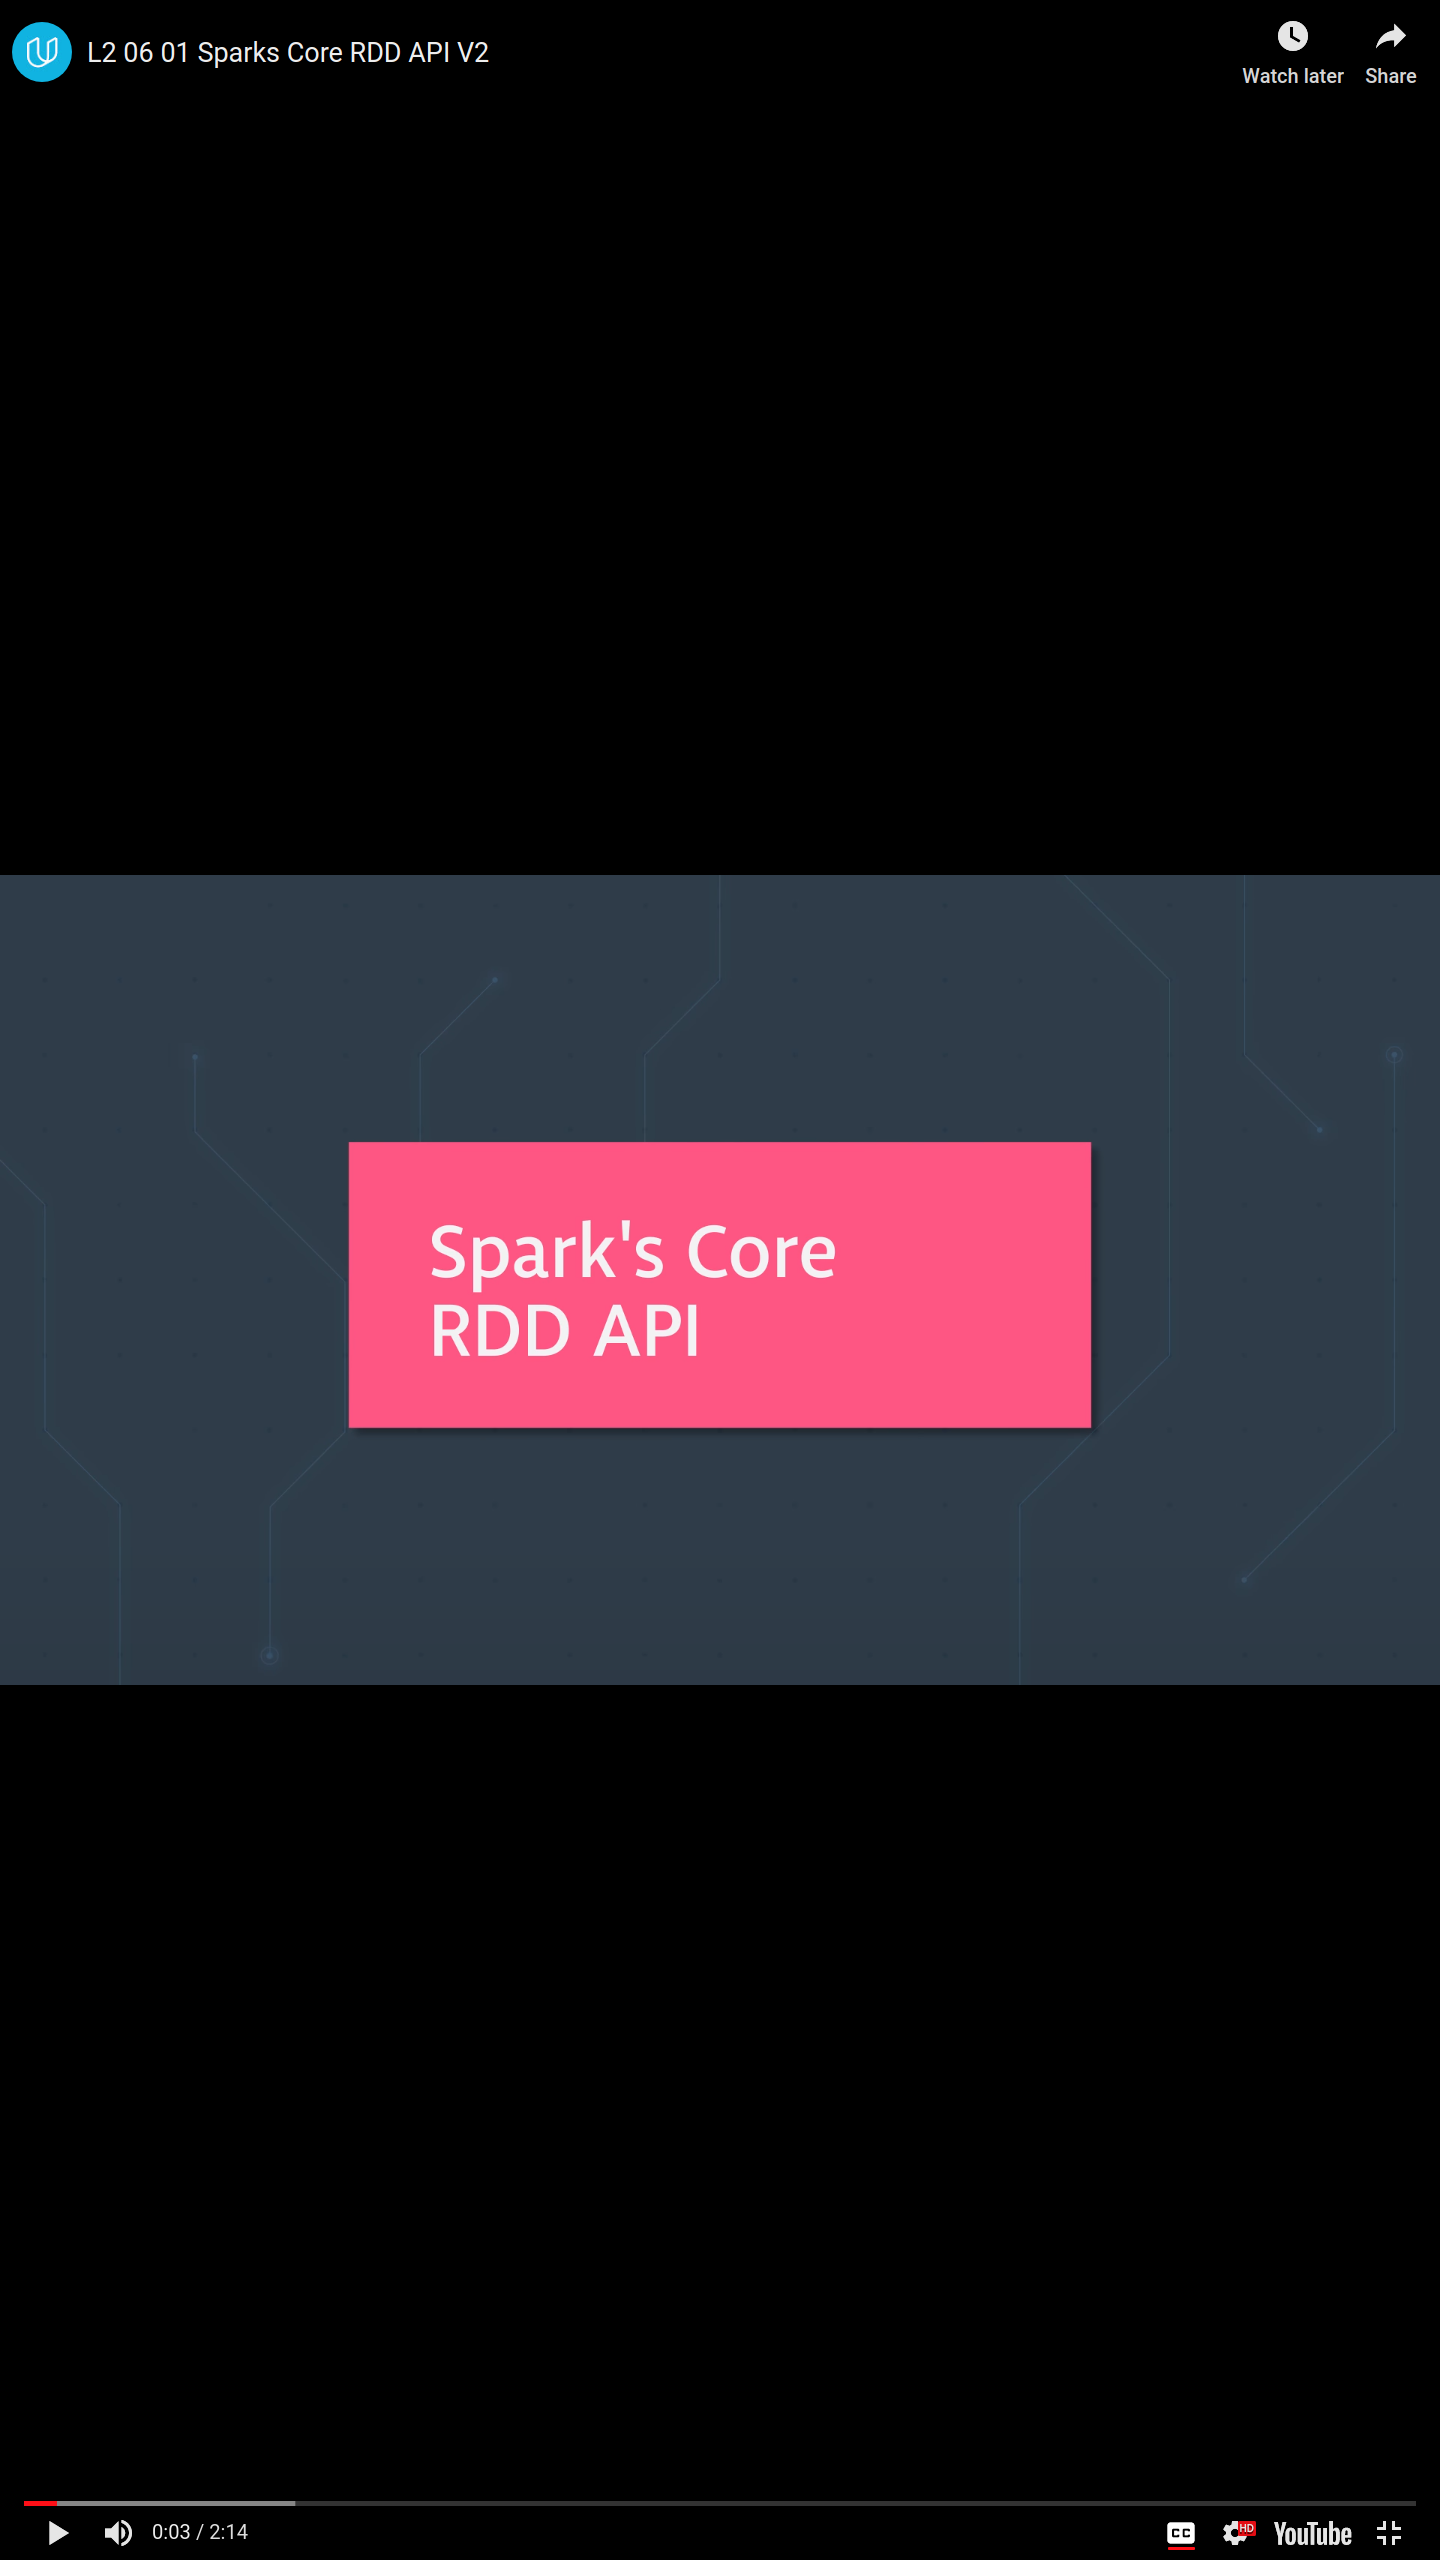 L2 06 01 Sparks Core RDD API V2
Watch later
Share
Spark's Core
RDD API
0:03 / 2:14
CC
HD
YouTube